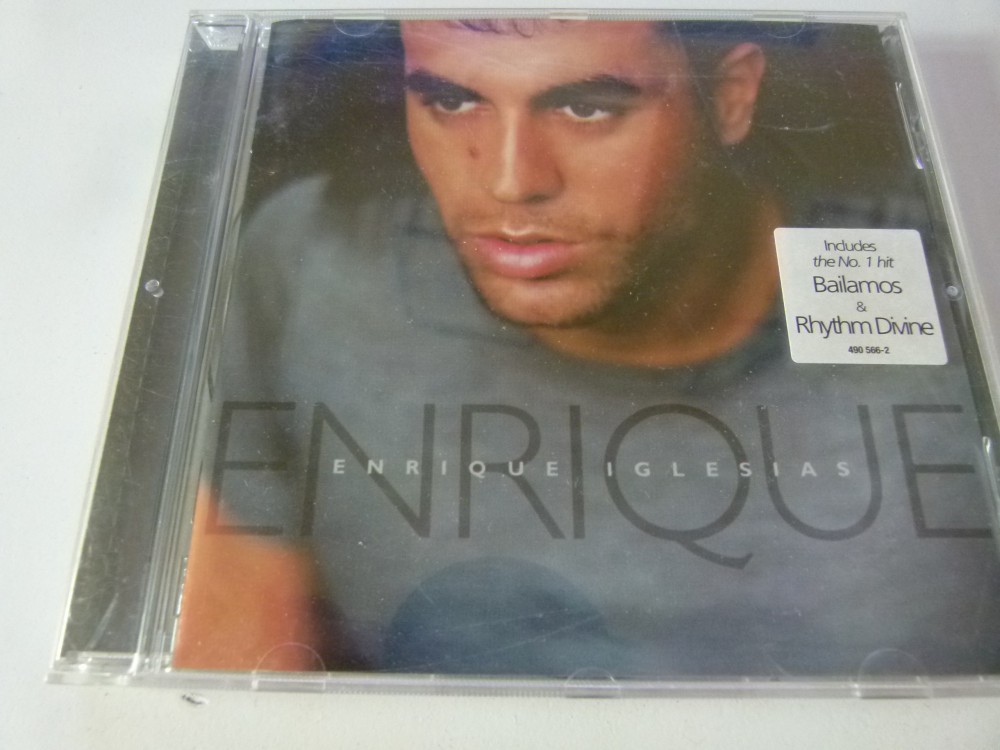 Includes
the No. 1 hit
Bailamos
&
Rhythm Divine
490 566-2
ENRIQUE
ENRIQUE IGLESIAS